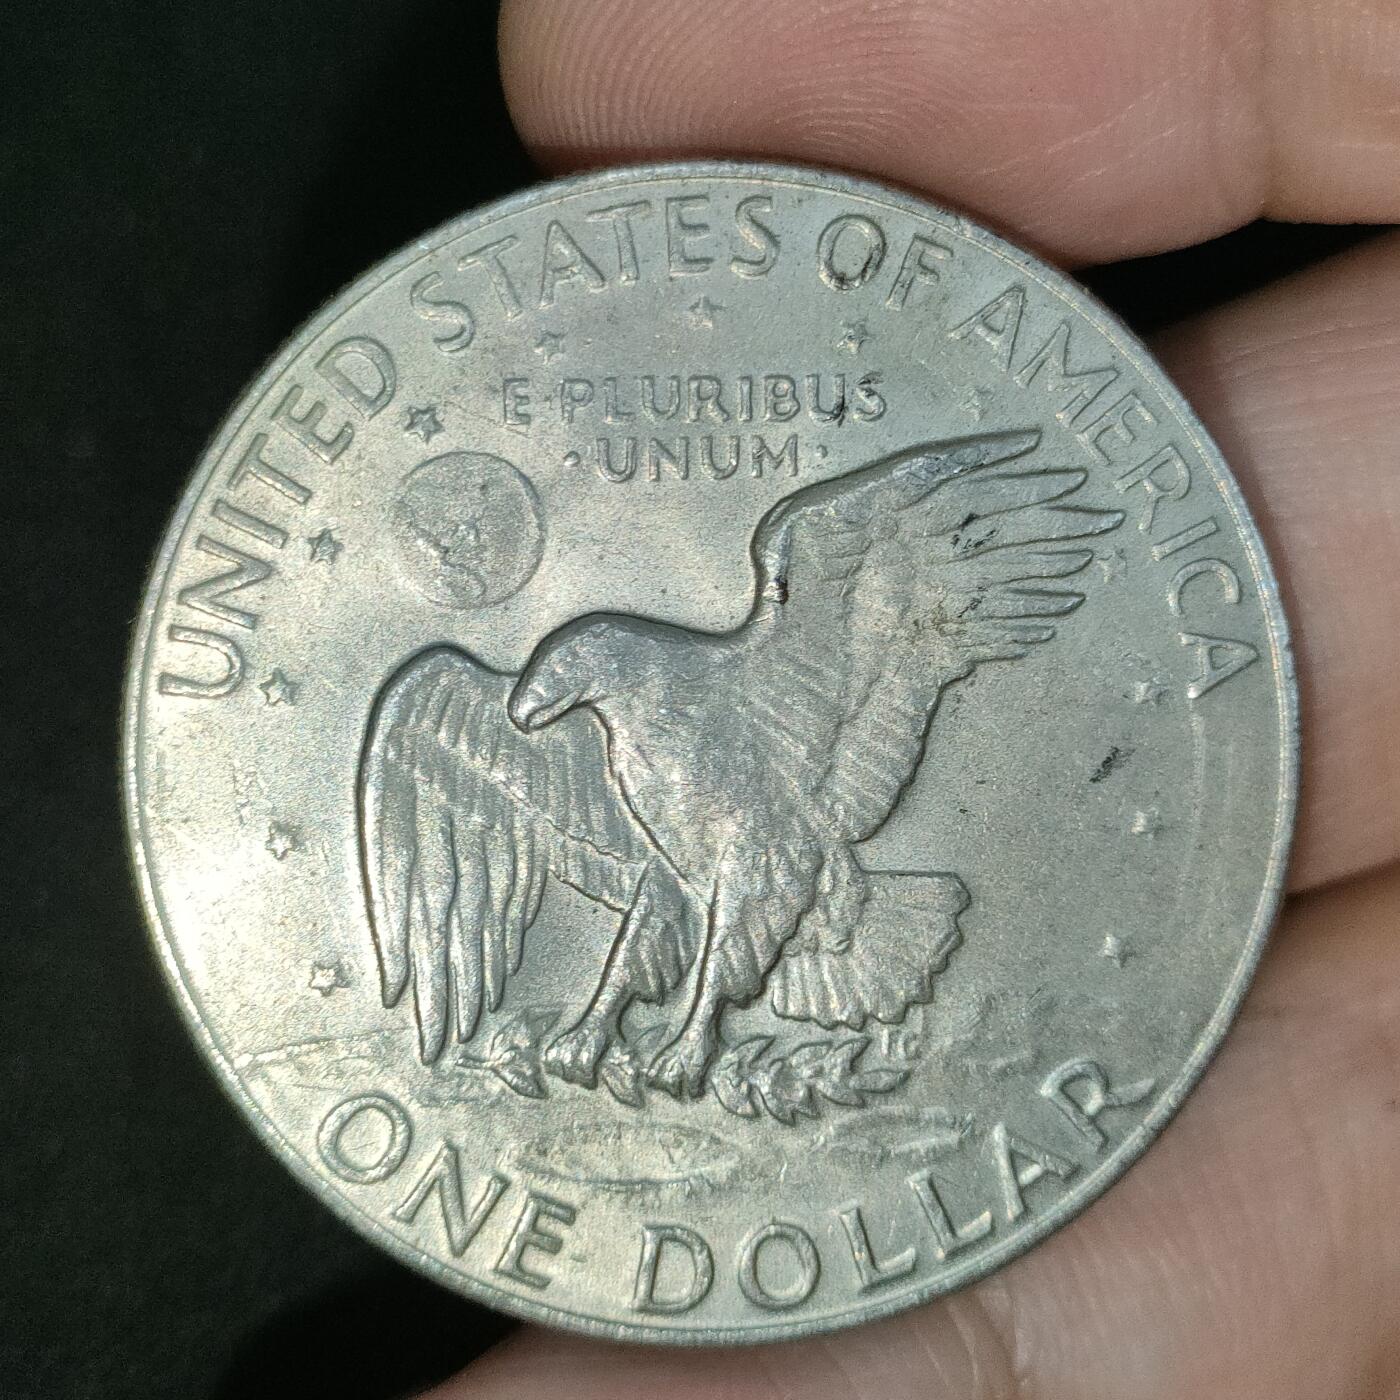 UNITED STATES OF AMERICA
E PLURIBUS
·UNUM·
ONE DOLLAR